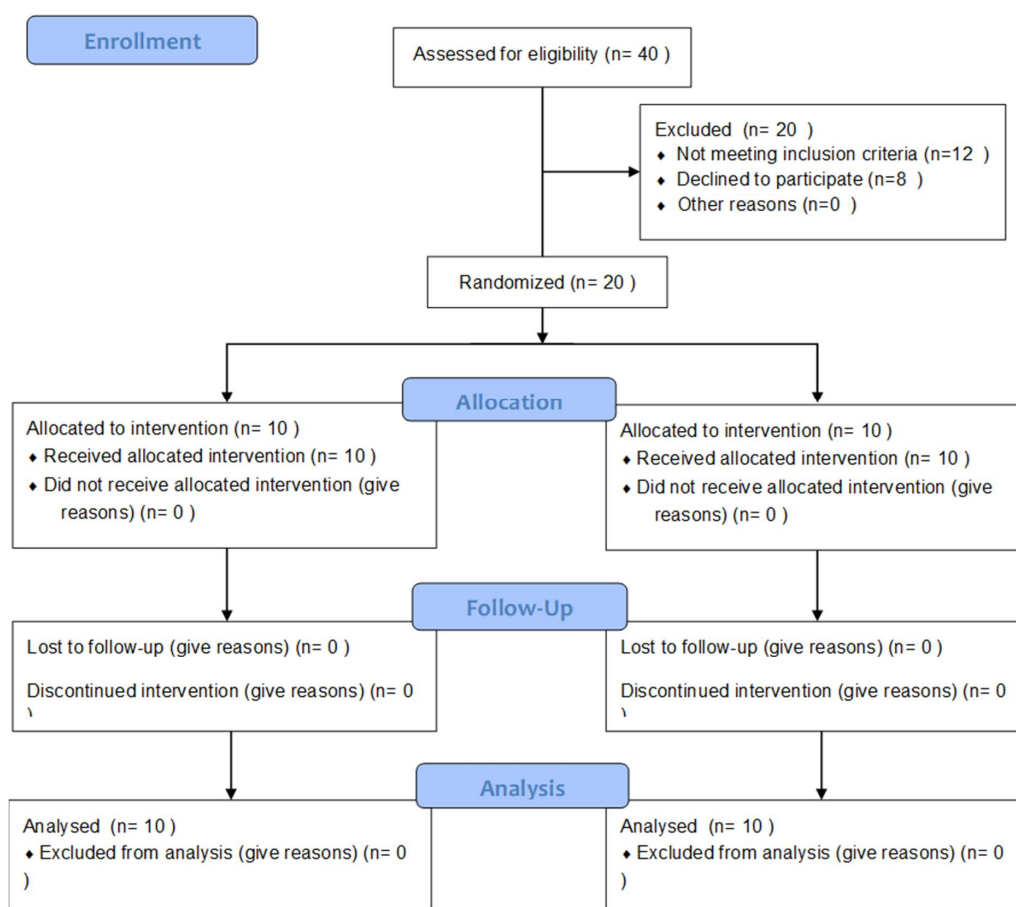 Enrollment
Assessed for eligibility (n= 40 )
Excluded (n= 20 )
♦ Not meeting inclusion criteria (n=12 )
♦ Declined to participate (n=8 )
♦ Other reasons (n=0 )
Randomized (n= 20 )
Allocation
Allocated to intervention (n= 10 )
♦ Received allocated intervention (n= 10 )
♦ Did not receive allocated intervention (give
reasons) (n= 0 )
Allocated to intervention (n= 10 )
♦ Received allocated intervention (n= 10 )
♦ Did not receive allocated intervention (give
reasons) (n= 0 )
Follow-Up
Lost to follow-up (give reasons) (n= 0 )
Discontinued intervention (give reasons) (n= 0
)
Lost to follow-up (give reasons) (n= 0 )
Discontinued intervention (give reasons) (n= 0
)
Analysis
Analysed (n= 10 )
♦ Excluded from analysis (give reasons) (n= 0
)
Analysed (n= 10 )
♦ Excluded from analysis (give reasons) (n= 0
)